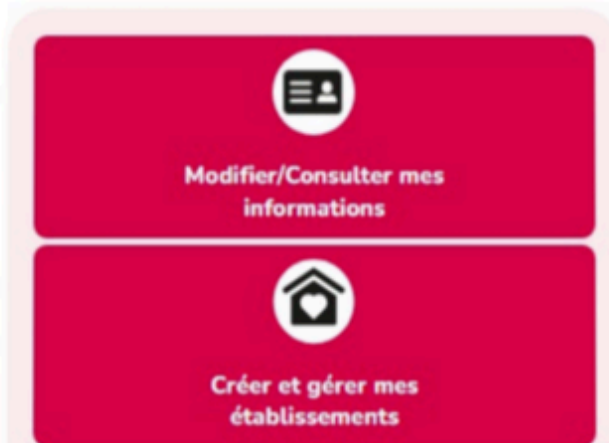 Modifier/Consulter mes
informations
Créer et gérer mes
établissements